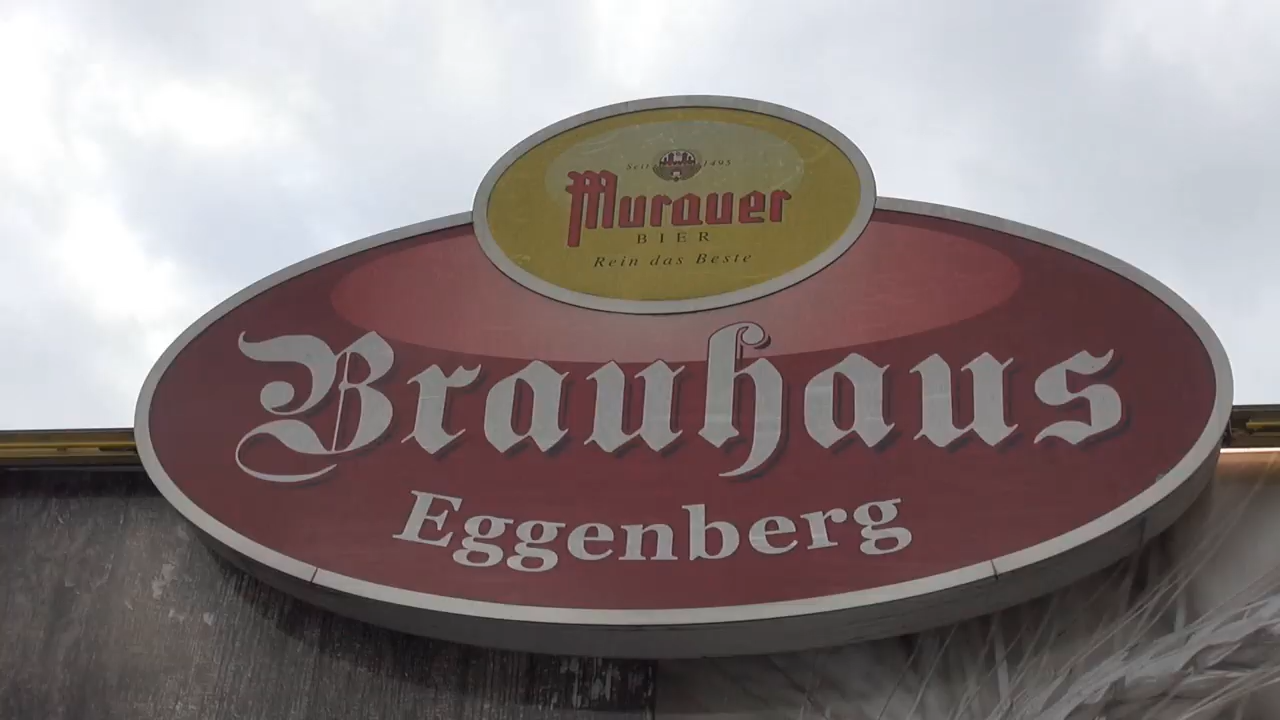 Seit 1495
Murauer
BIER
Rein das Beste
Brauhaus
Eggenberg